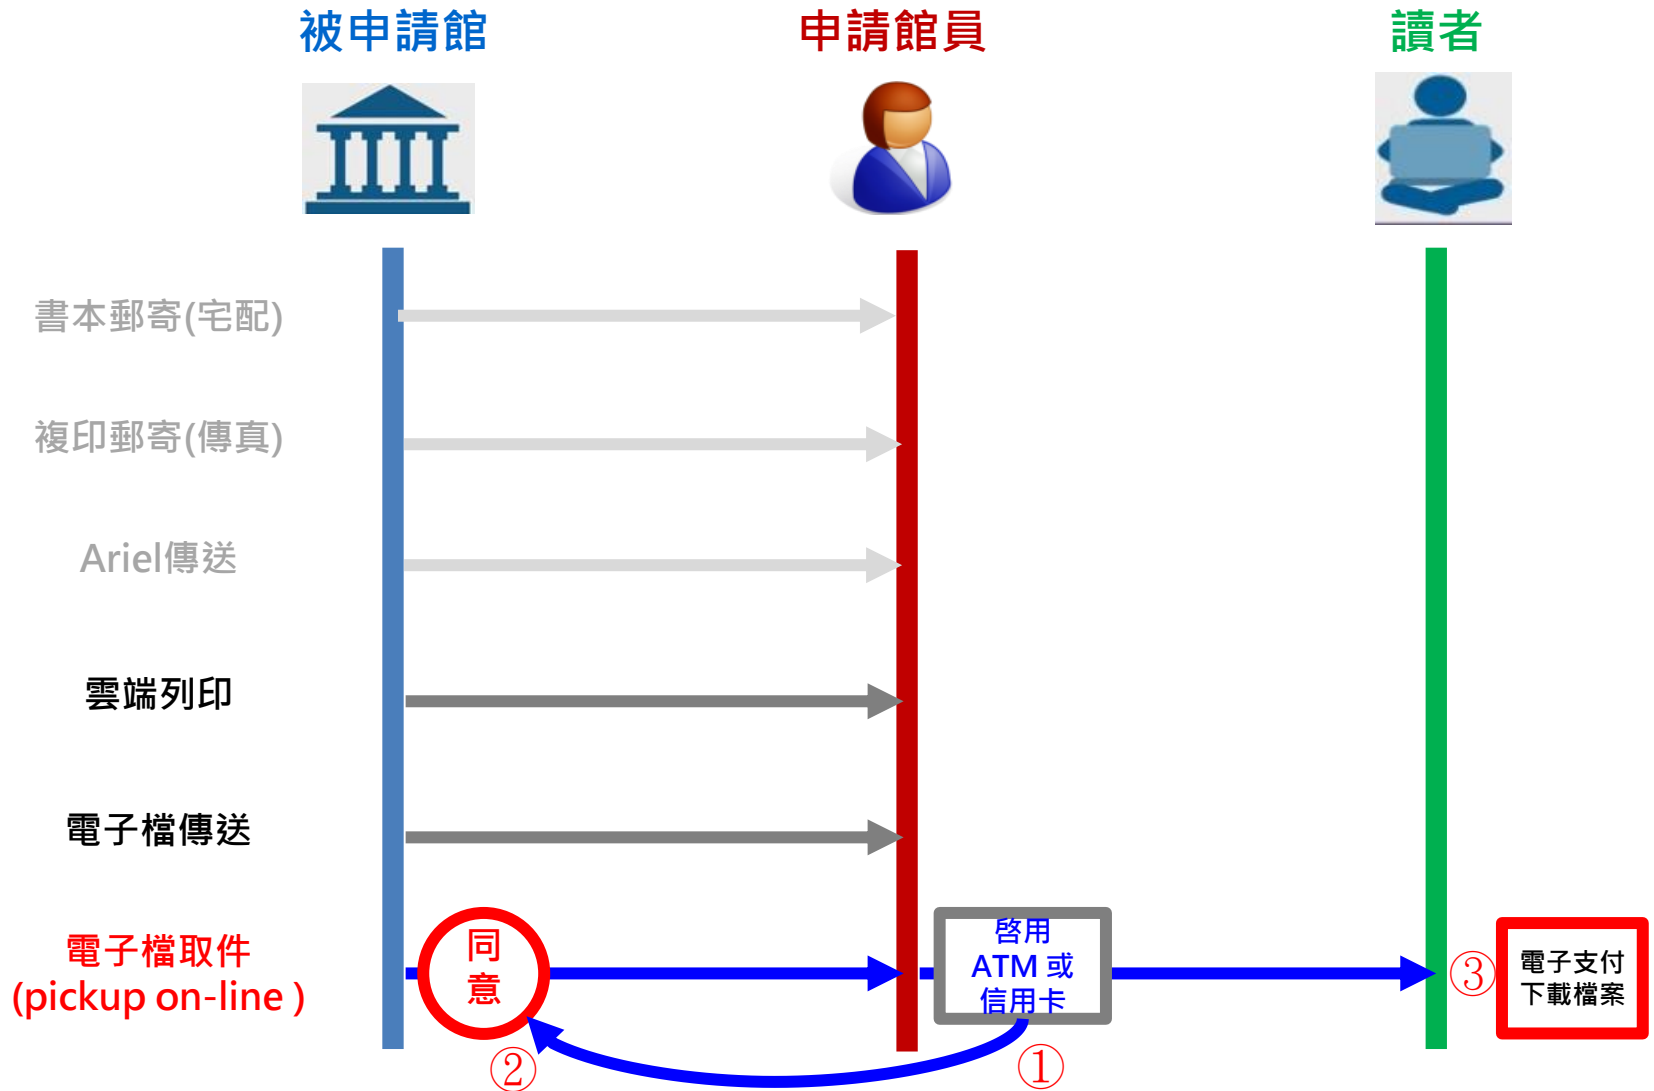 被申請館
申請館員
讀者
書本郵寄(宅配)
複印郵寄(傳真)
Ariel傳送
雲端列印
電子檔傳送
電子檔取件
(pickup on-line )
同
意
啓用
ATM 或
信用卡
③
電子支付
下載檔案
②
①